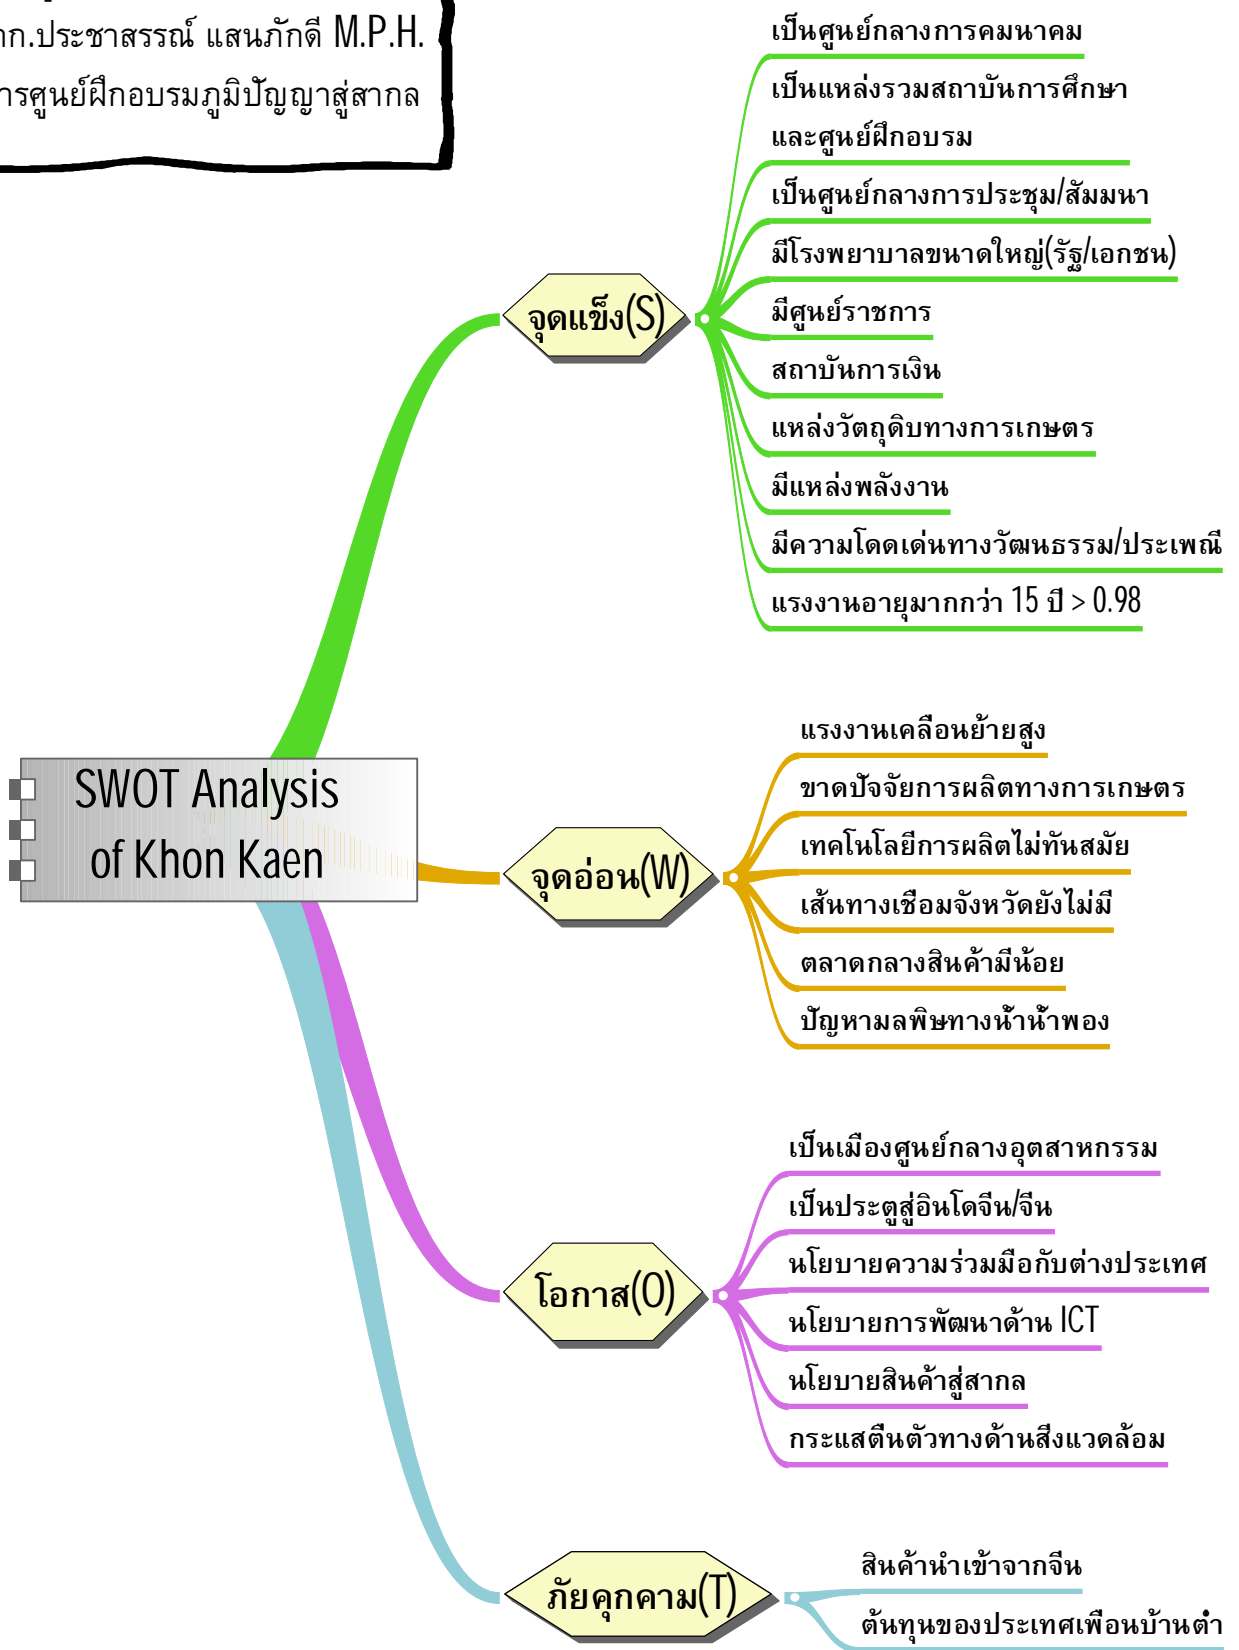 าก.ประชาสรรณ์ แสนภักดี M.P.H.
ารศูนย์ฝึกอบรมภูมิปัญญาสู่สากล
SWOT Analysis
of Khon Kaen
จุดแข็ง(S)
เป็นศูนย์กลางการคมนาคม
เป็นแหล่งรวมสถาบันการศึกษา
และศูนย์ฝึกอบรม
เป็นศูนย์กลางการประชุม/สัมมนา
มีโรงพยาบาลขนาดใหญ่(รัฐ/เอกชน)
มีศูนย์ราชการ
สถาบันการเงิน
แหล่งวัตถุดิบทางการเกษตร
มีแหล่งพลังงาน
มีความโดดเด่นทางวัฒนธรรม/ประเพณี
แรงงานอายุมากกว่า 15 ปี > 0.98
จุดอ่อน(W)
แรงงานเคลื่อนย้ายสูง
ขาดปัจจัยการผลิตทางการเกษตร
เทคโนโลยีการผลิตไม่ทันสมัย
เส้นทางเชื่อมจังหวัดยังไม่มี
ตลาดกลางสินค้ามีน้อย
ปัญหามลพิษทางน้ำน้ำพอง
โอกาส(O)
เป็นเมืองศูนย์กลางอุตสาหกรรม
เป็นประตูสู่อินโดจีน/จีน
นโยบายความร่วมมือกับต่างประเทศ
นโยบายการพัฒนาด้าน ICT
นโยบายสินค้าสู่สากล
กระแสตื่นตัวทางด้านสิ่งแวดล้อม
ภัยคุกคาม(T)
สินค้านำเข้าจากจีน
ต้นทุนของประเทศเพื่อนบ้านต่ำ